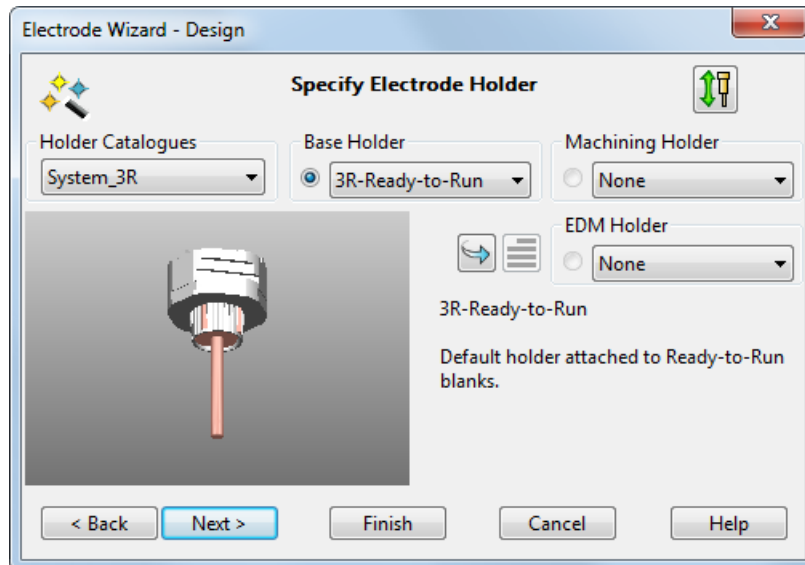 Electrode Wizard - Design
Specify Electrode Holder
Holder Catalogues
System_3R
Base Holder
3R-Ready-to-Run
Machining Holder
None
EDM Holder
None
3R-Ready-to-Run
Default holder attached to Ready-to-Run
blanks.
< Back
Next >
Finish
Cancel
Help